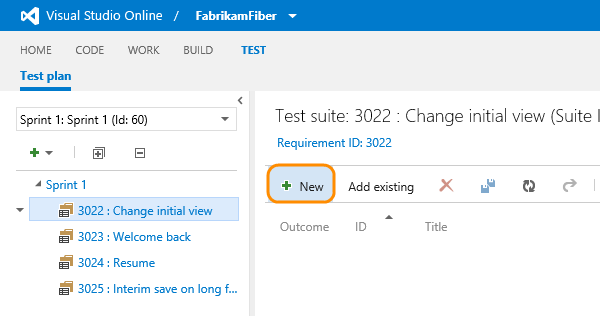 Visual Studio Online / FabrikamFiber
HOME CODE WORK BUILD TEST
Test plan
Sprint 1: Sprint 1 (Id: 60)
Sprint 1
3022 : Change initial view
3023 : Welcome back
3024 : Resume
3025 : Interim save on long f...
Test suite: 3022 : Change initial view (Suite I
Requirement ID: 3022
New Add existing
Outcome ID Title